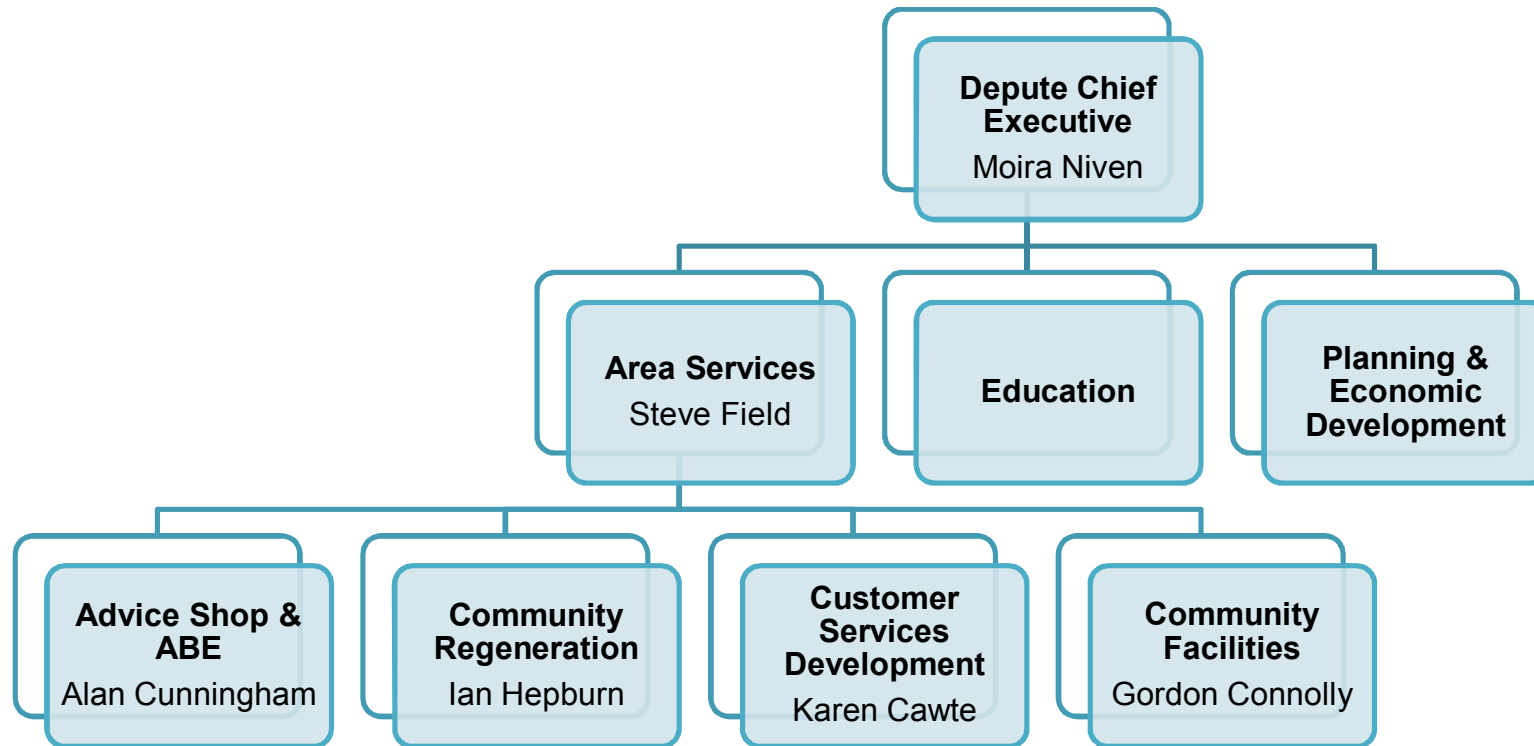 Depute Chief
Executive
Moira Niven
Area Services
Steve Field
Education
Planning &
Economic
Development
Advice Shop &
ABE
Alan Cunningham
Community
Regeneration
Ian Hepburn
Customer
Services
Development
Karen Cawte
Community
Facilities
Gordon Connolly